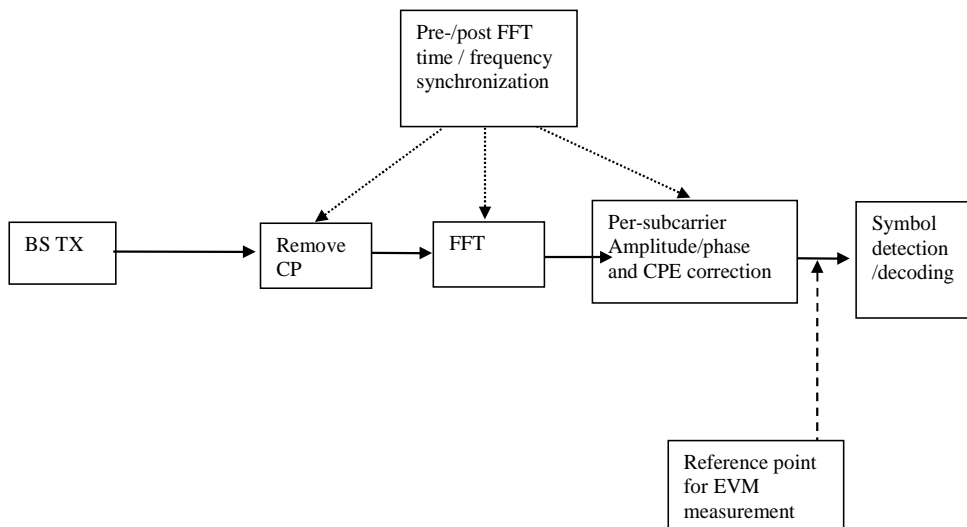 Pre-/post FFT
time / frequency
synchronization
BS TX
Remove
CP
FFT
Per-subcarrier
Amplitude/phase
and CPE correction
Symbol
detection
/decoding
Reference point
for EVM
measurement